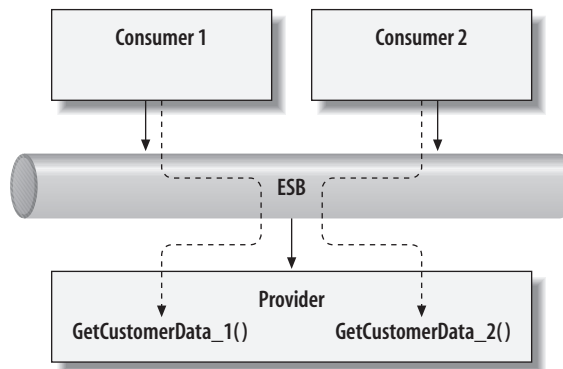 Consumer 1
Consumer 2
ESB
Provider
GetCustomerData_1()
GetCustomerData_2()